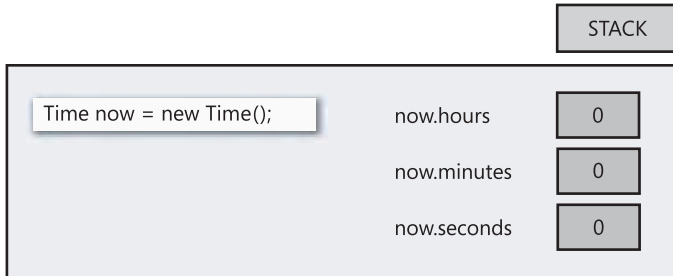 STACK
Time now = new Time();
now.hours 0
now.minutes 0
now.seconds 0